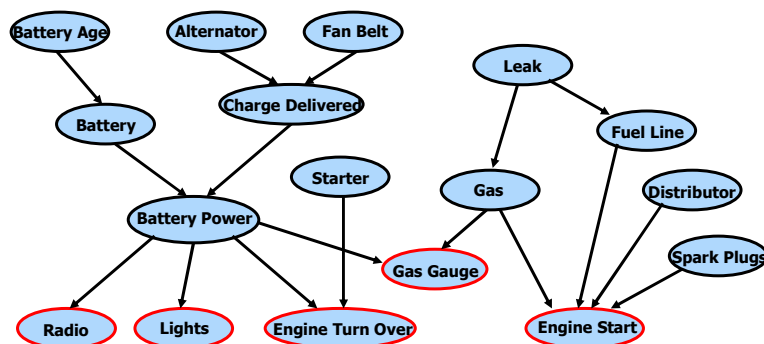 Battery Age
Alternator
Fan Belt
Leak
Charge Delivered
Battery
Fuel Line
Starter
Gas
Distributor
Battery Power
Spark Plugs
Gas Gauge
Radio
Lights
Engine Turn Over
Engine Start